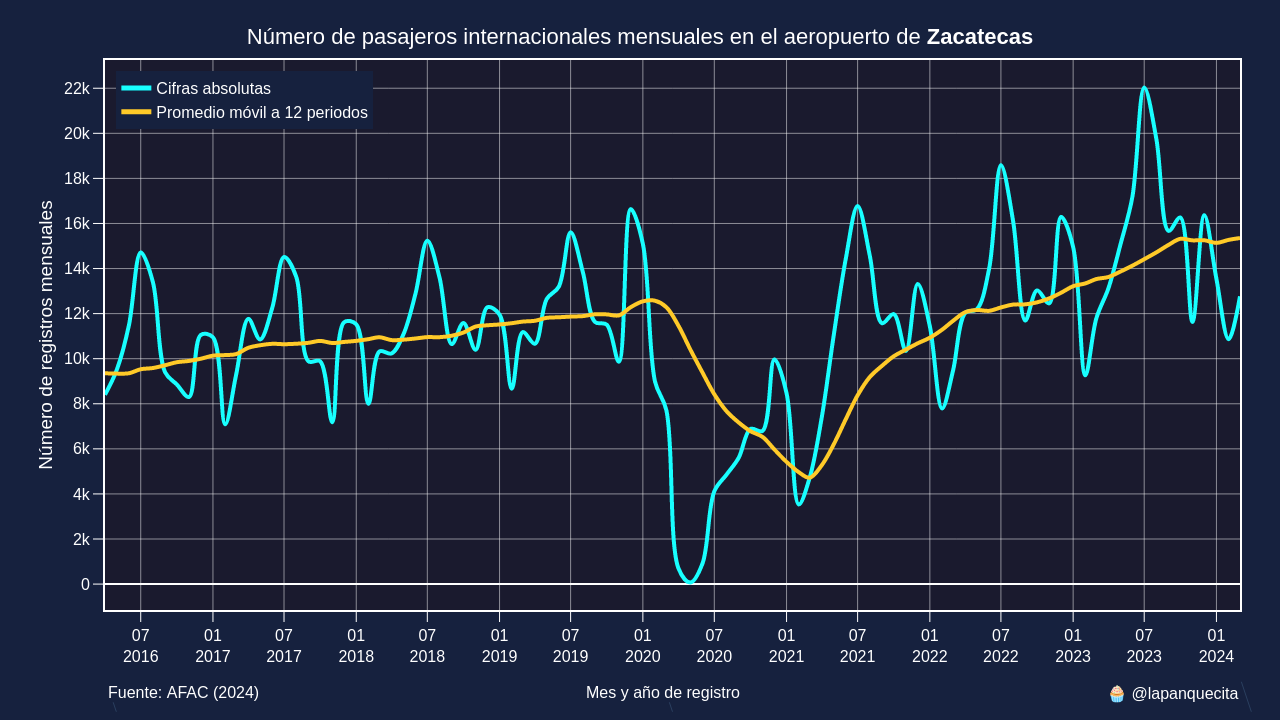 Número de pasajeros internacionales mensuales en el aeropuerto de Zacatecas
Cifras absolutas
Promedio móvil a 12 periodos
Número de registros mensuales
22k
20k
18k
16k
14k
12k
10k
8k
6k
4k
2k
0
07 01 07 01 07 01 07 01 07 01 07 01 07 01 07 01
2016 2017 2017 2018 2018 2019 2019 2020 2020 2021 2021 2022 2022 2023 2023 2024
Fuente: AFAC (2024)
Mes y año de registro
🧁 @lapanquecita